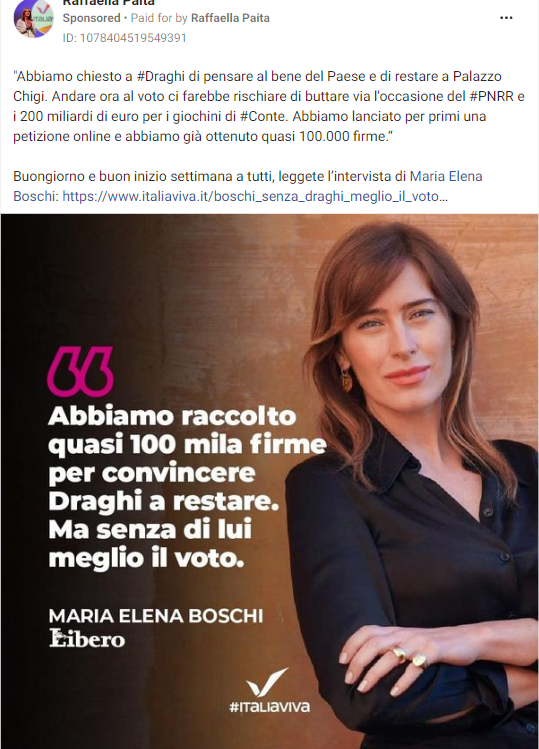 Raffaella Paita
Sponsored • Paid for by Raffaella Paita
ID: 1078404519549391
"Abbiamo chiesto a #Draghi di pensare al bene del Paese e di restare a Palazzo
Chigi. Andare ora al voto ci farebbe rischiare di buttare via l'occasione del #PNRR e
i 200 miliardi di euro per i giochini di #Conte. Abbiamo lanciato per primi una
petizione online e abbiamo già ottenuto quasi 100.000 firme."
Buongiorno e buon inizio settimana a tutti, leggete l'intervista di Maria Elena
Boschi: https://www.italiaviva.it/boschi_senza_draghi_meglio_il_voto...
Abbiamo raccolto
quasi 100 mila firme
per convincere
Draghi a restare.
Ma senza di lui
meglio il voto.
MARIA ELENA BOSCHI
Libero
#ITALIAVIVA